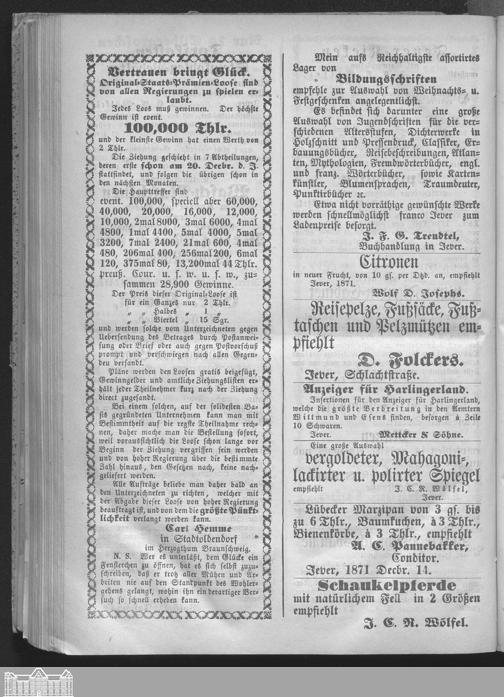 Vertrauen bringt Glück.
Original-Staats-Prämien-Loose sind
von allen Regierungen zu spielen er-
laubt.
Jedes Loos muß gewinnen. Der höchste
Gewinn ist event.
100,000 Thlr.
und der kleinste Gewinn hat einen Werth von
2 Thlr.
Die Ziehung geschieht in 7 Abtheilungen,
deren erste schon am 20. Decbr. d. J.
stattfindet, und folgen die übrigen schon in
den nächsten Monaten.
Die Haupttreffer sind
event. 100,000, speciell aber 60,000,
40,000, 20,000, 16,000, 12,000,
10,000, 2mal 8000, 3mal 6000, 4mal
4800, 1mal 4400, 5mal 4000, 5mal
3200, 7mal 2400, 21mal 600, 4mal
480, 206mal 400, 256mal 200, 6mal
120, 375mal 80, 13,200mal 44 Thlr.
preuß. Cour. u. s. w. u. s. w., zu-
sammen 28,900 Gewinne.
Der Preis dieser Original-Loose ist
für ein Ganzes nur 2 Thlr.
„ „ Halbes „ 1 „
„ „ Viertel „ 15 Sgr.
und werden solche vom Unterzeichneten gegen
Uebersendung des Betrages durch Postanwei-
sung oder Brief oder auch gegen Postvorschuß
prompt und verschwiegen nach allen Gegen-
den versandt.
Pläne werden den Loosen gratis beigefügt,
Gewinngelder und amtliche Ziehungslisten er-
hält jeder Theilnehmer kurz nach der Ziehung
direct zugesandt.
Bei einem solchen, auf der solidesten Ba-
sis gegründeten Unternehmen kann man mit
Bestimmtheit auf die regste Theilnahme rech-
nen, daher mache man die Bestellung sofort,
weil voraussichtlich die Loose schon lange vor
Beginn der Ziehung vergriffen sein werden
und von hoher Regierung über die bestimmte
Zahl hinaus, den Gesetzen nach, keine nach-
geliefert werden.
Alle Aufträge beliebe man daher bald an
den Unterzeichneten zu richten, welcher mit
der Abgabe dieser Loose von hoher Regierung
beauftragt ist, und von dem die größte Pünkt-
lichkeit verlangt werden kann.
Carl Hemme
in Stadtoldendorf
im Herzogthum Braunschweig.
N. S. Wer es unterläßt, dem Glücke ein
Fensterchen zu öffnen, hat es sich selbst zuzu-
schreiben, daß er trotz aller Mühen und Ar-
beiten nie auf den Standpunkt des Wohler-
gehens gelangt, wohin ihn ein derartiger Ver-
such so schnell erheben kann.
Mein aufs Reichhaltigste assortirtes
Lager von
Bildungsschriften
empfehle zur Auswahl von Weihnachts- u.
Festgeschenken angelegentlichst.
Es befindet sich darunter eine große
Auswahl von Jugendschriften für die ver-
schiedenen Altersstufen, Dichterwerke in
Holzschnitt und Pressendruck, Classiker, Er-
bauungsbücher, Reisebeschreibungen, Atlan-
ten, Mythologien, Fremdwörterbücher, engl.
und franz. Wörterbücher, sowie Karten-
künstler, Blumensprachen, Traumdeuter,
Punktirbücher ꝛc.
Etwa nicht vorräthige gewünschte Werke
werden schnellmöglichst franco Jever zum
Ladenpreise besorgt.
J. F. G. Trendtel,
Buchhandlung in Jever.
Citronen
in neuer Frucht, von 10 gs. per Dtzd. an, empfiehlt
Jever, 1871.
Wolf D. Josephs.
Reisepelze, Fußsäcke, Fuß-
taschen und Pelzmützen em-
pfiehlt
D. Folckers.
Jever, Schlachtstraße.
Anzeiger für Harlingerland.
Insertionen für den Anzeiger für Harlingerland,
welche die größte Verbreitung in den Aemtern
Wittmund und Esens finden, besorgen à Zeile
10 Schwaren.
Jever. Mettcker & Söhne.
Eine große Auswahl
vergoldeter, Mahagoni-,
lackirter u. polirter Spiegel
empfiehlt J. C. R. Wölfel,
Jever.
Lübecker Marzipan von 3 gs. bis
zu 6 Thlr., Baumkuchen, à 3 Thlr.,
Bienenkörbe, à 3 Thlr., empfiehlt
A. C. Pannebakker,
Conditor.
Jever, 1871 Decbr. 14.
Schaukelpferde
mit natürlichem Fell in 2 Größen
empfiehlt
J. C. R. Wölfel.